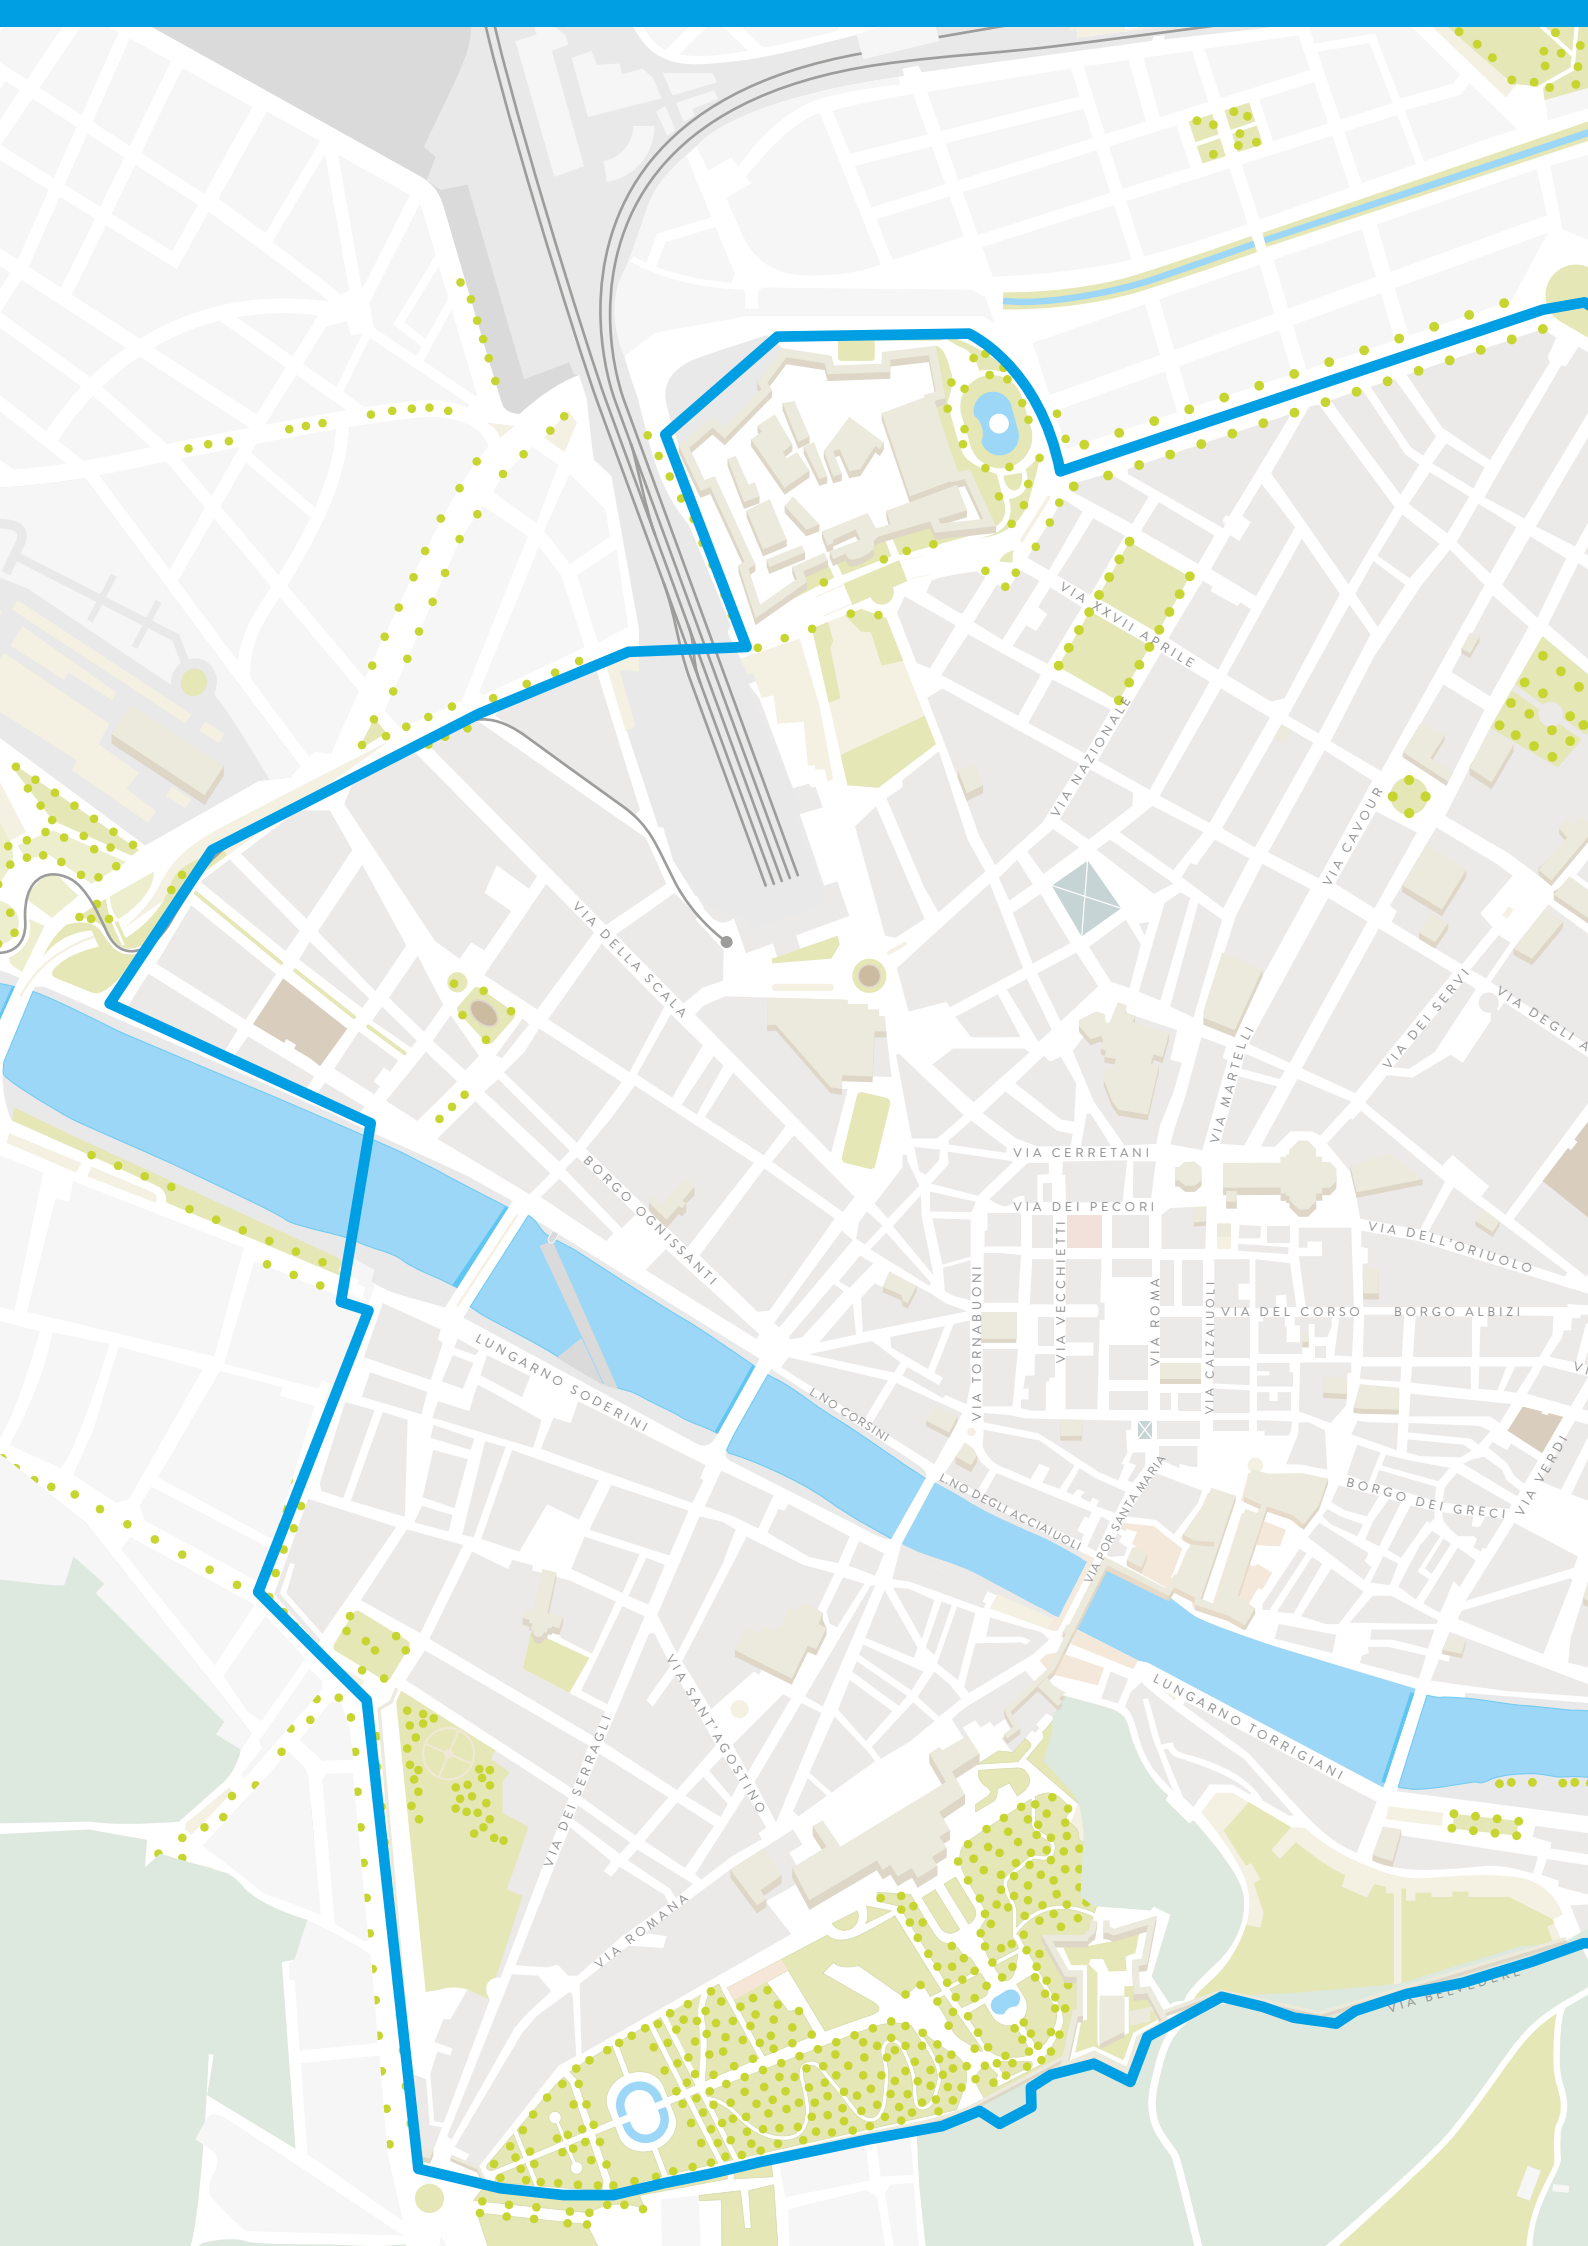 VIA XXVII APRILE
VIA NAZIONALE
VIA CAVOUR
VIA DELLA SCALA
VIA DEI SERVI
VIA DEGLI A
VIA MARTELLI
VIA CERRETANI
BORGO OGNISSANTI
VIA DEI PECORI
VIA DELL'ORIUOLO
VIA TORNABUONI
VIA VECCHIETTI
VIA ROMA
VIA CALZAIUOLI
VIA DEL CORSO
BORGO ALBIZI
LUNGARNO SODERINI
L.NO CORSINI
L.NO DEGLI ACCIAIUOLI
VIA POR SANTA MARIA
BORGO DEI GRECI
VIA VERDI
VIA SANT'AGOSTINO
VIA DEI SERRAGLI
LUNGARNO TORRIGIANI
VIA ROMANA
VIA BELVEDERE